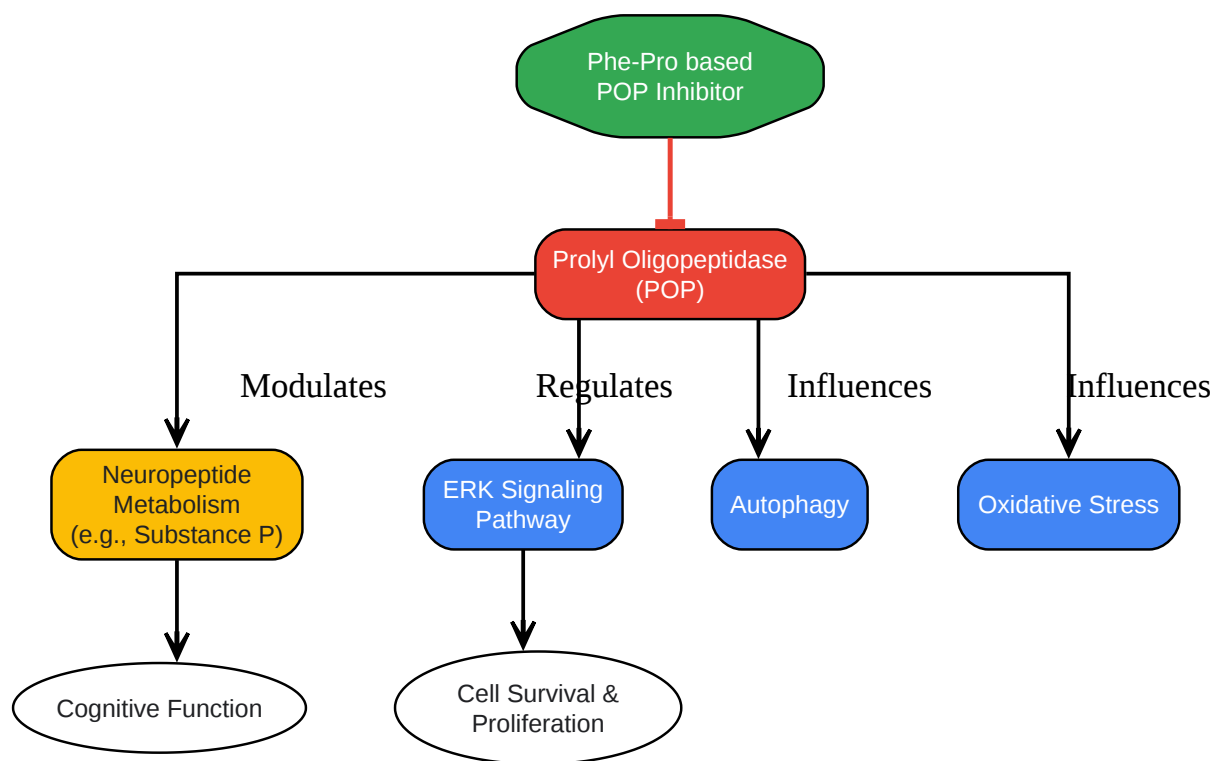 Phe-Pro based
POP Inhibitor
Prolyl Oligopeptidase
(POP)
Modulates
Regulates
Influences
Influences
Neuropeptide
Metabolism
(e.g., Substance P)
ERK Signaling
Pathway
Autophagy
Oxidative Stress
Cognitive Function
Cell Survival &
Proliferation